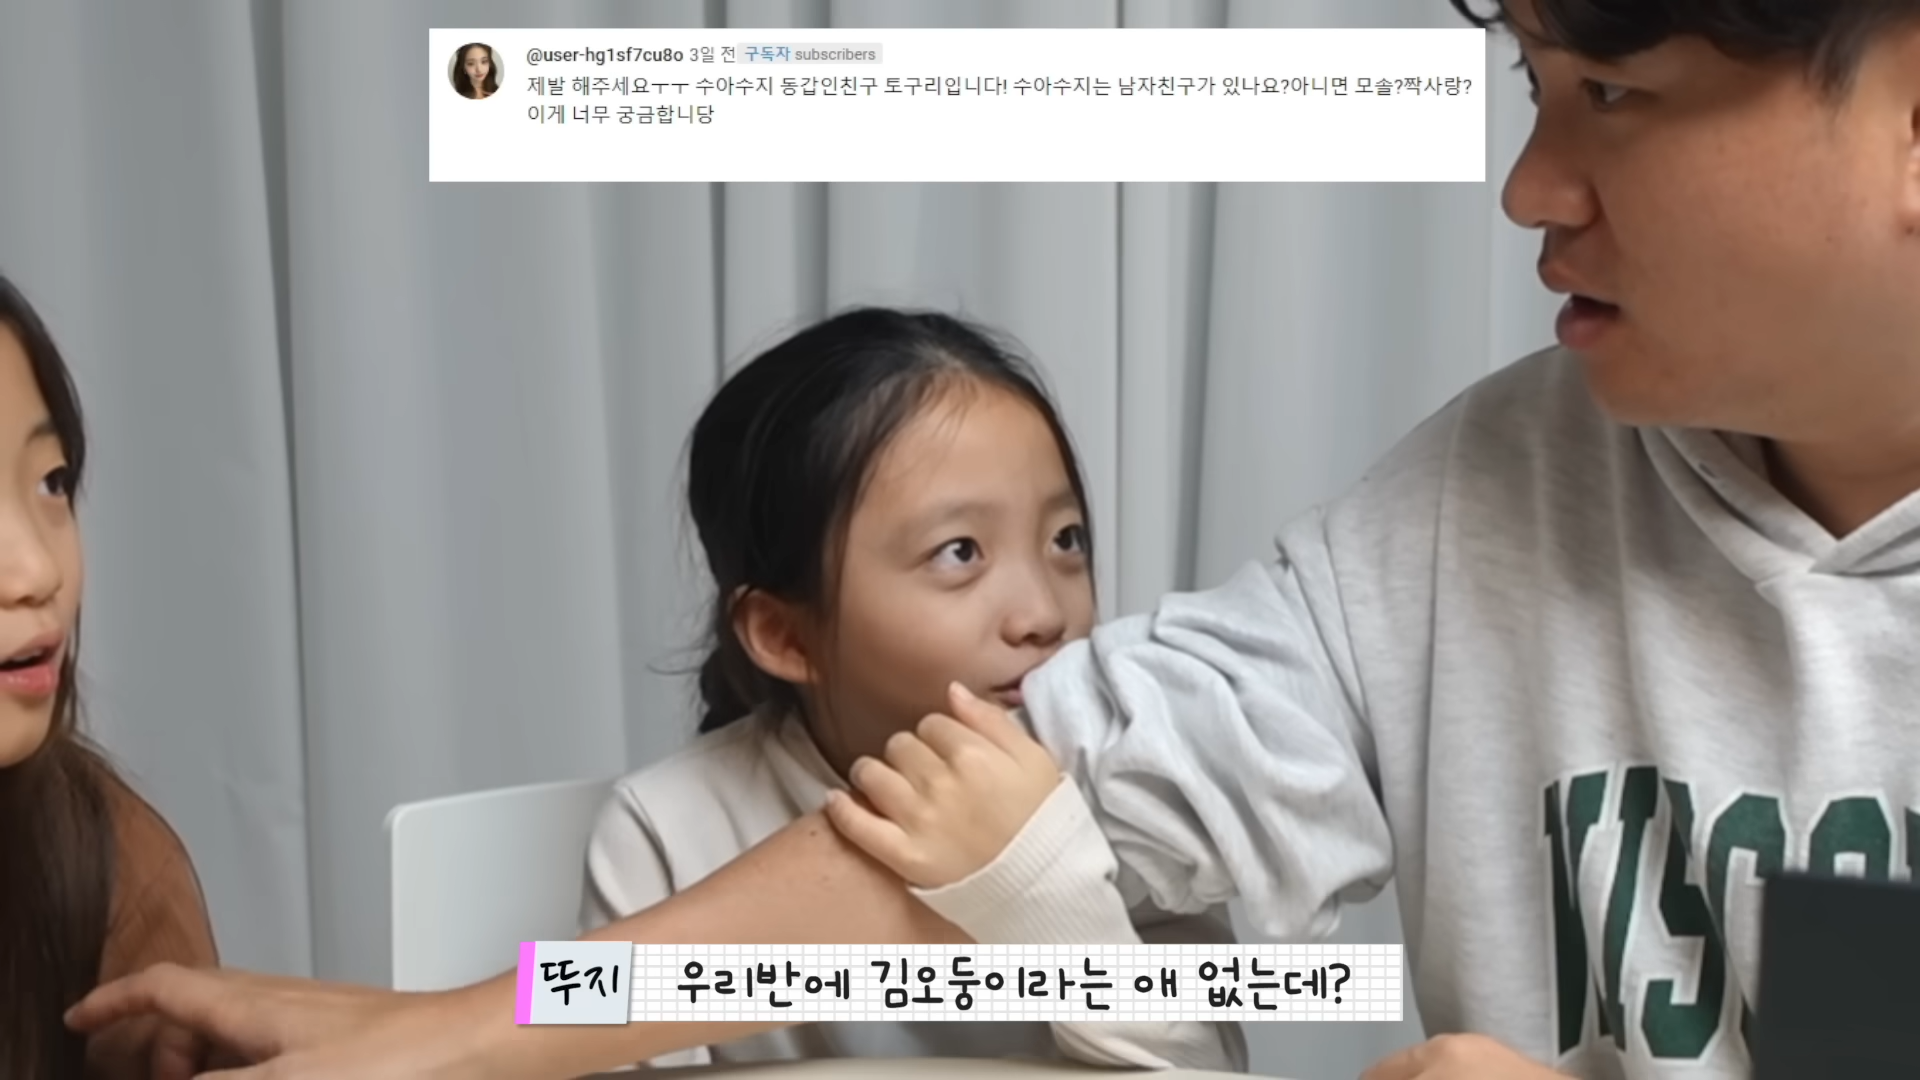 @user-hg1sf7cu8o 3일 전 구독자 subscribers
제발 해주세요ㅜㅜ 수아수지 동갑인친구 토구리입니다! 수아수지는 남자친구가 있나요?아니면 모솔?짝사랑?
이게 너무 궁금합니당
뚜지 우리반에 김오둥이라는 애 없는데?